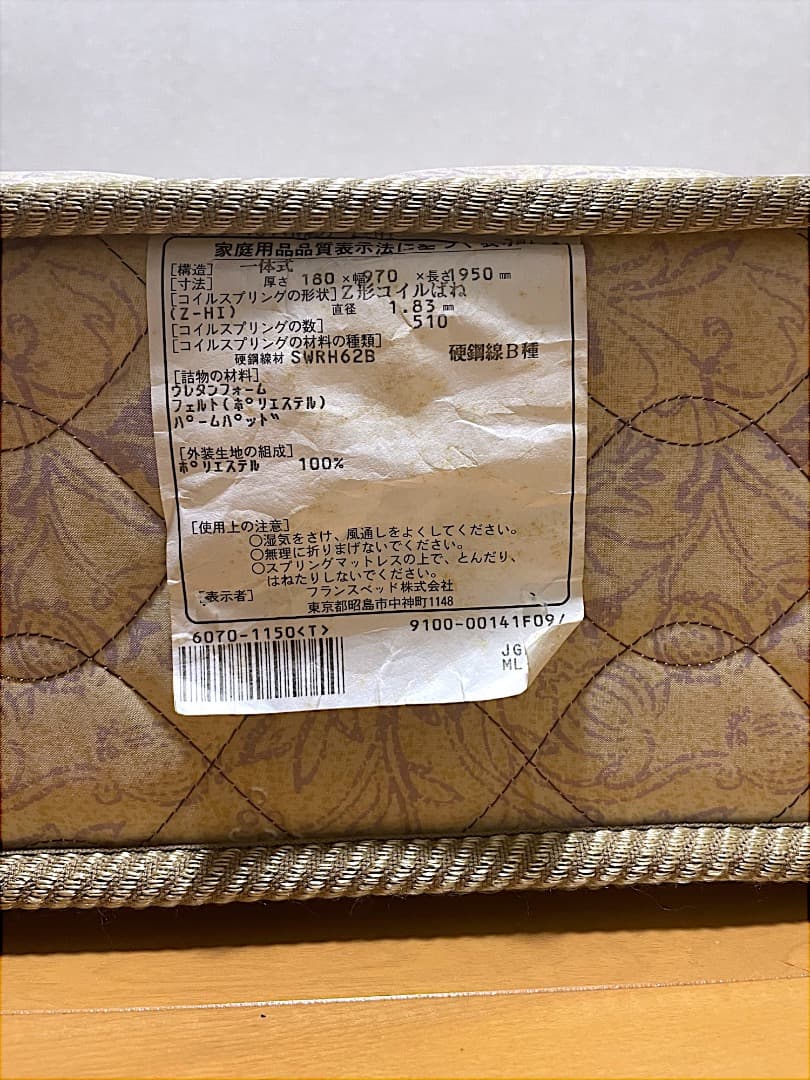 家庭用品品質表示法に基づく
[構造] 一体式
[寸法] 厚さ 180 ×幅970 ×長さ1950 mm
[コイルスプリングの形状]Z形コイルばね
(Z-HI) 直径 1.83 mm
[コイルスプリングの数] 510
[コイルスプリングの材料の種類]
硬鋼線材 SWRH62B 硬鋼線B種
[詰物の材料]
ウレタンフォーム
フェルト(ポリエステル)
パームパッド
[外装生地の組成]
ポリエステル 100%
[使用上の注意]
○湿気をさけ、風通しをよくしてください。
○無理に折りまげないでください。
○スプリングマットレスの上で、とんだり、
はねたりしないでください。
[表示者] フランスベッド株式会社
東京都昭島市中神町1148
6070-1150<T> 9100-00141F09/
JG
ML